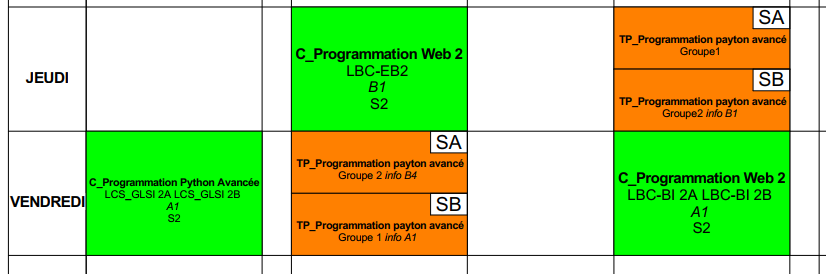 JEUDI
C_Programmation Web 2
LBC-EB2
B1
S2
SA
TP_Programmation payton avancé
Groupe1
SB
TP_Programmation payton avancé
Groupe2 info B1
VENDREDI
C_Programmation Python Avancée
LCS_GLSI 2A LCS_GLSI 2B
A1
S2
SA
TP_Programmation payton avancé
Groupe 2 info B4
SB
TP_Programmation payton avancé
Groupe 1 info A1
C_Programmation Web 2
LBC-BI 2A LBC-BI 2B
A1
S2